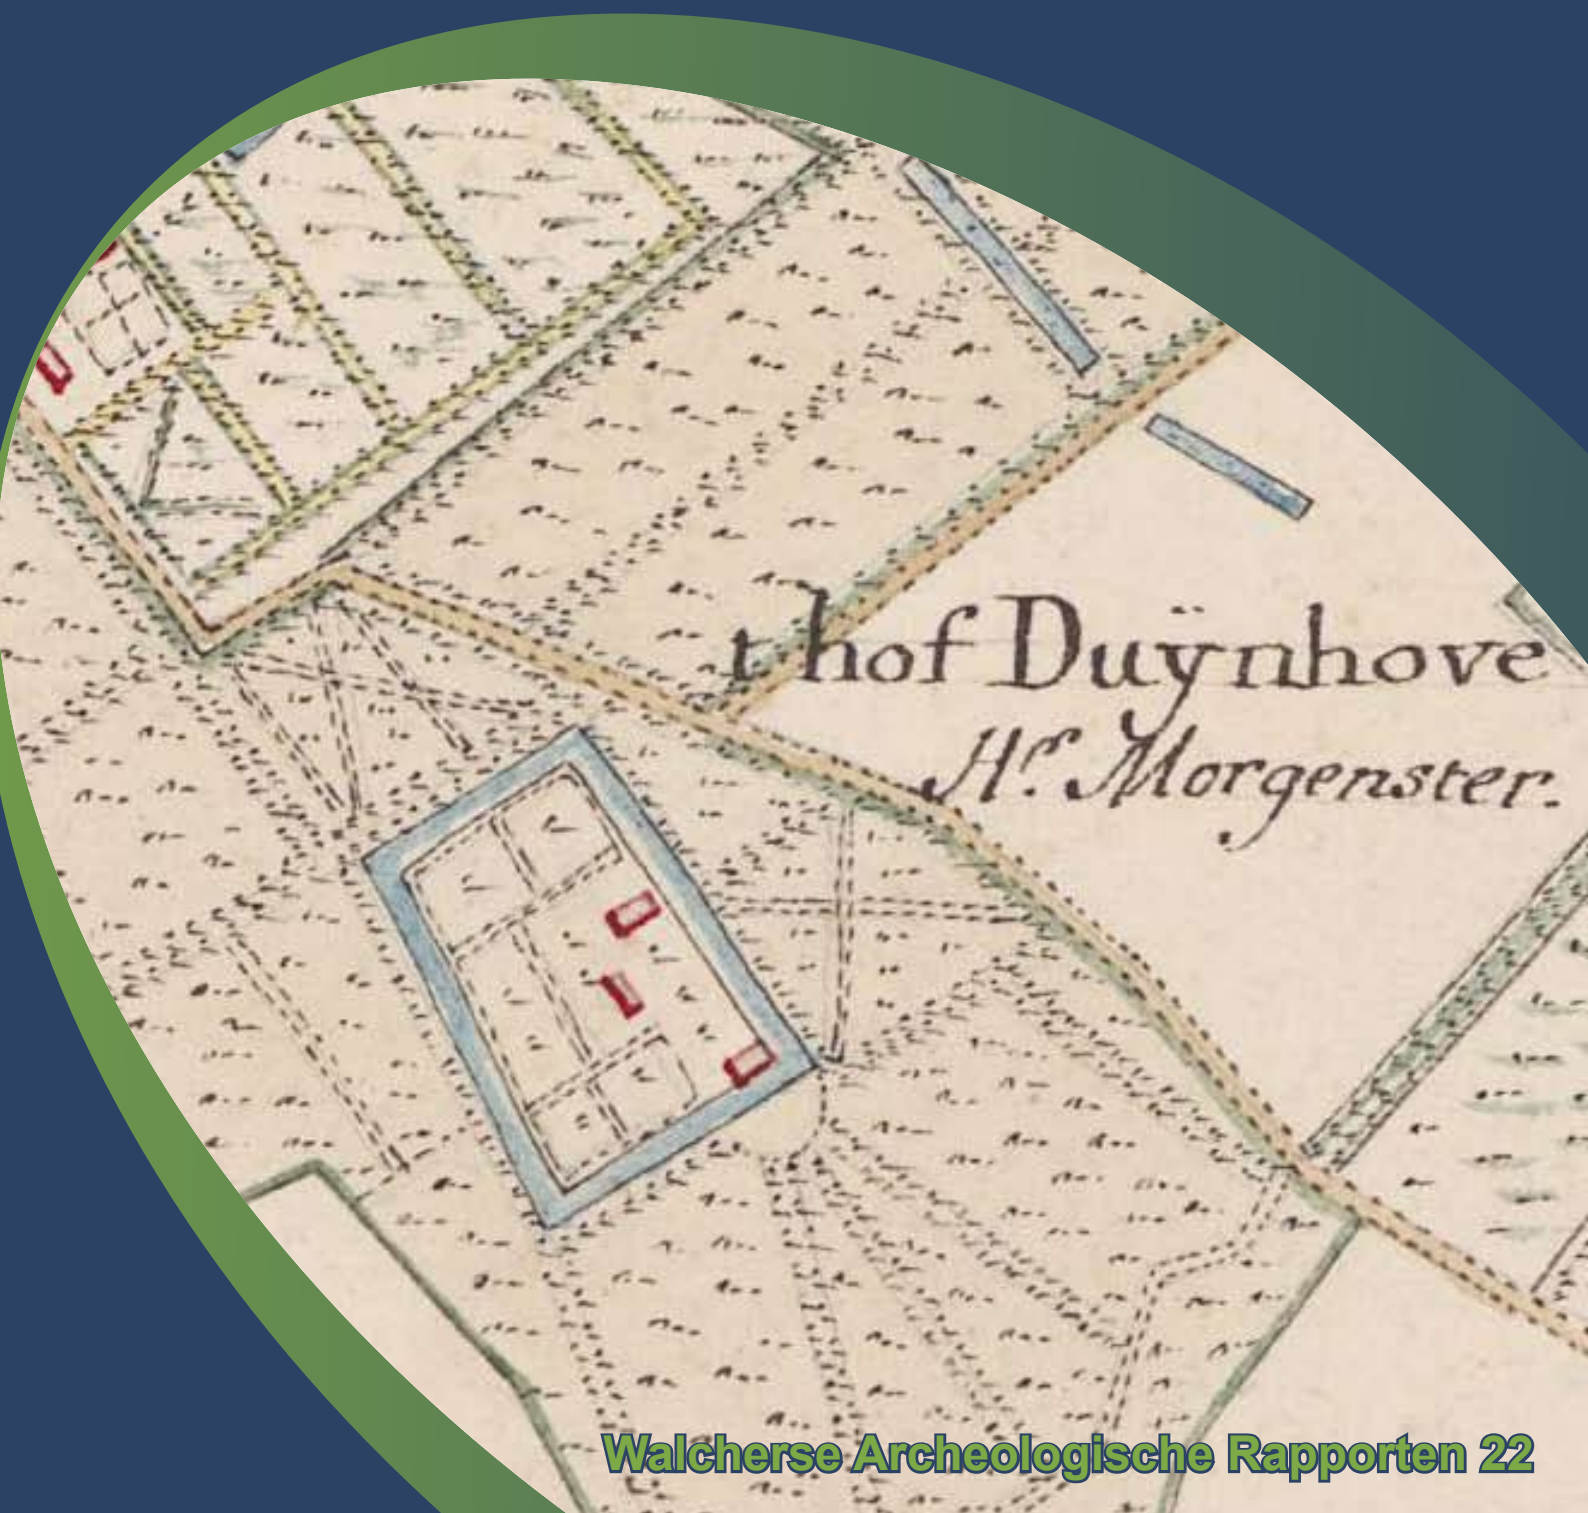 t hof Duÿnhove
Hr. Morgenster.
Walcherse Archeologische Rapporten 22